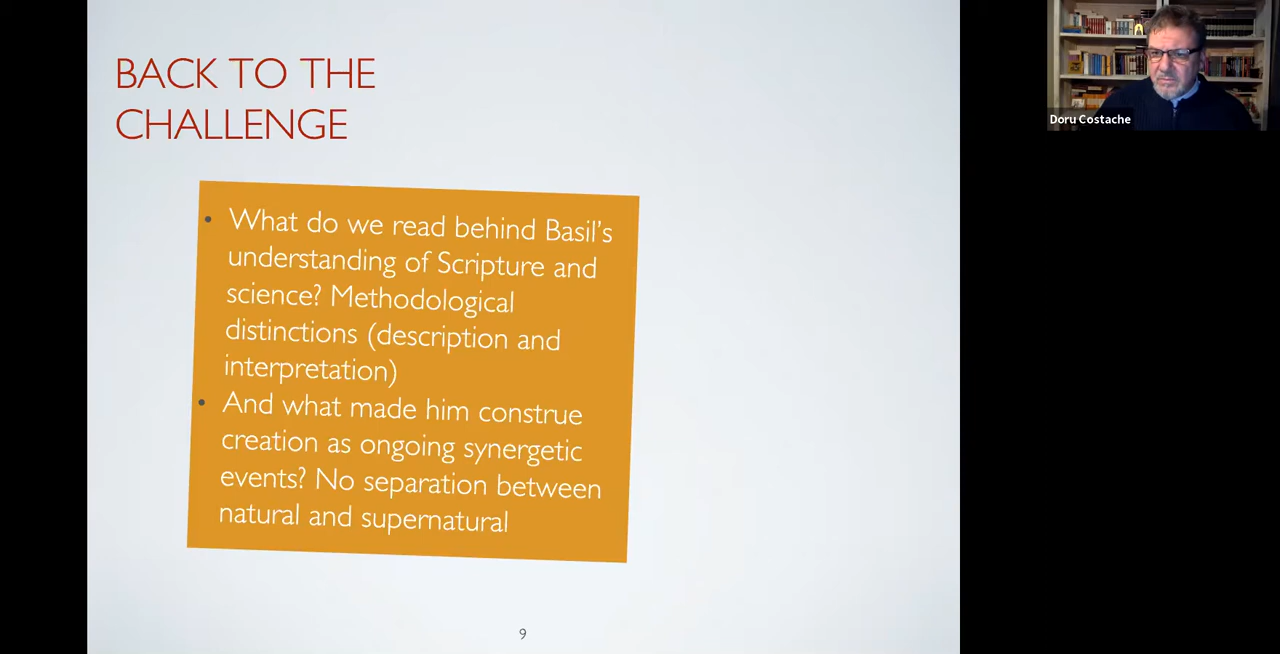 BACK TO THE
CHALLENGE
• What do we read behind Basil's
understanding of Scripture and
science? Methodological
distinctions (description and
interpretation)
• And what made him construe
creation as ongoing synergetic
events? No separation between
natural and supernatural
9
Doru Costache